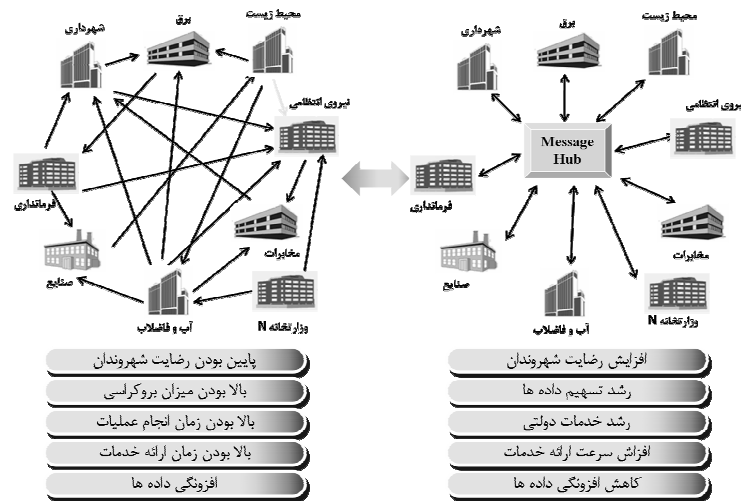 محیط زیست
برق
شهرداری
نیروی انتظامی
فرمانداری
مخابرات
صنایع
وزارتخانه N
آب و فاضلاب
پایین بودن رضایت شهروندان
بالا بودن میزان بروکراسی
بالا بودن زمان انجام عملیات
بالا بودن زمان ارائه خدمات
افزونگی داده ها
محیط زیست
برق
شهرداری
یروی انتظامی
Message
Hub
فرمانداری
مخابرات
صنایع
وزارتخانه N
آب و فاضلاب
افزایش رضایت شهروندان
رشد تسهیم داده ها
رشد خدمات دولتی
افزاش سرعت ارائه خدمات
کاهش افزونگی داده ها